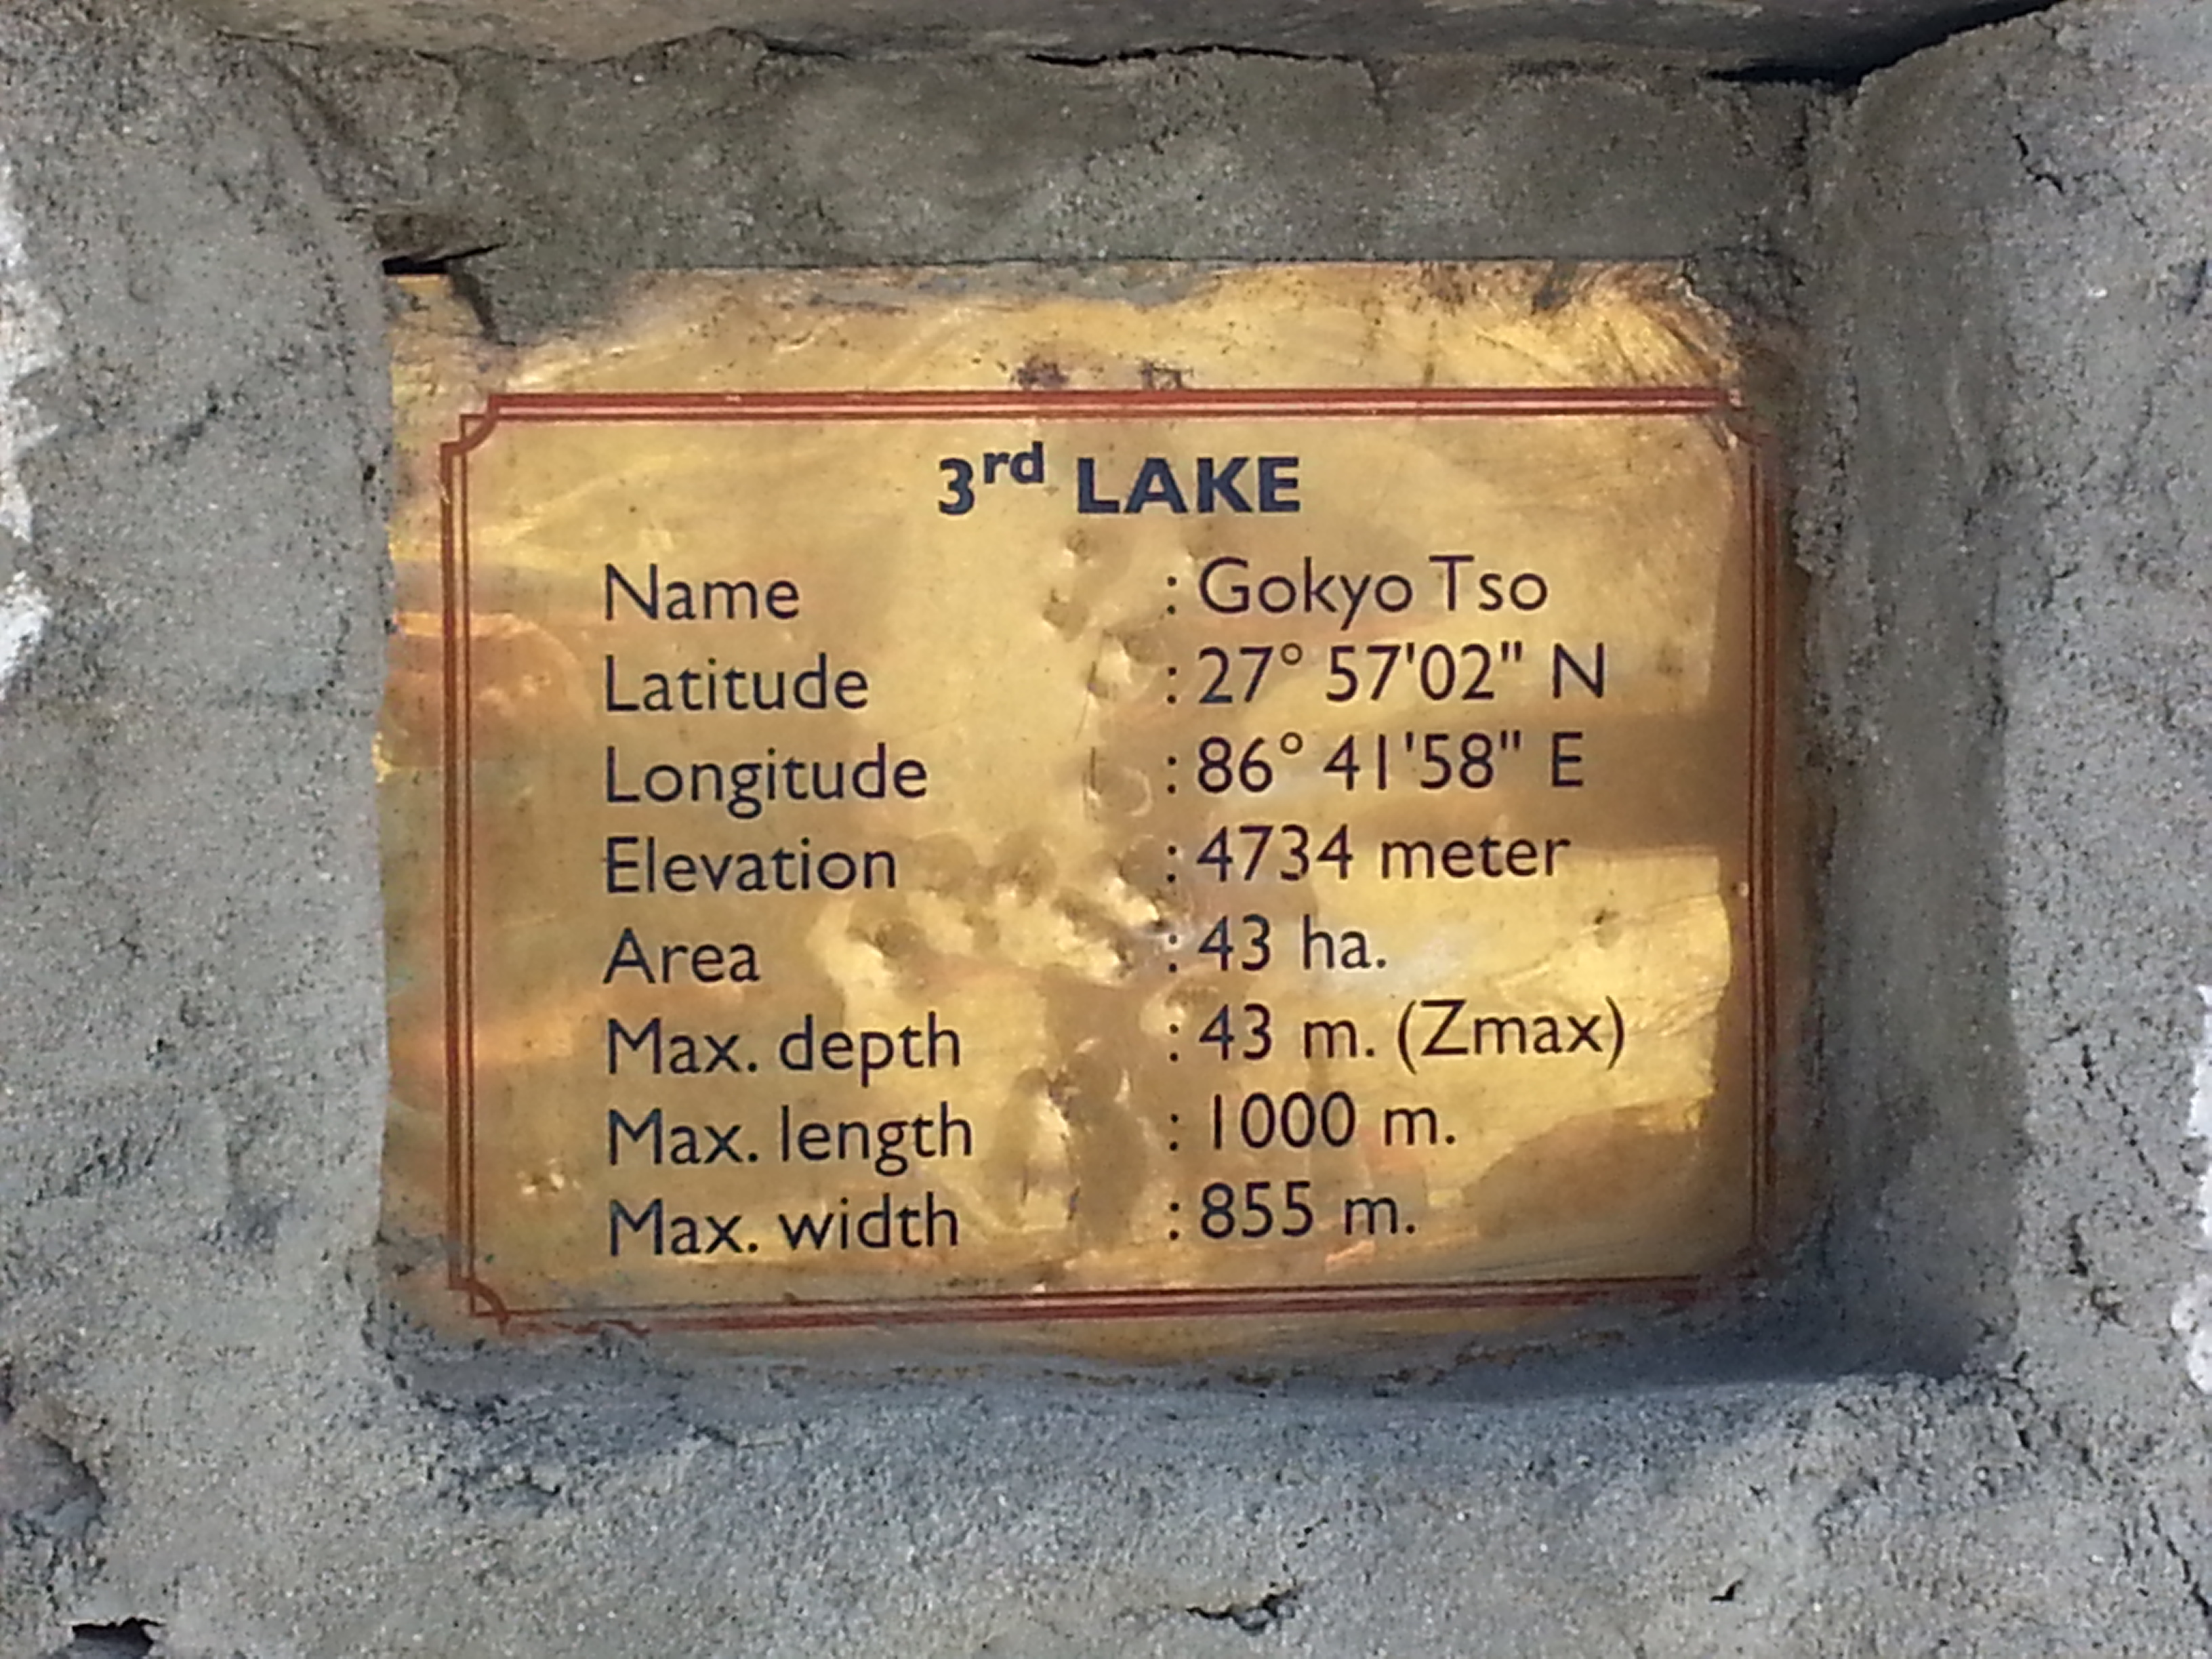 3rd LAKE
Name : Gokyo Tso
Latitude : 27° 57'02" N
Longitude : 86° 41'58" E
Elevation : 4734 meter
Area : 43 ha.
Max. depth : 43 m. (Zmax)
Max. length : 1000 m.
Max. width : 855 m.